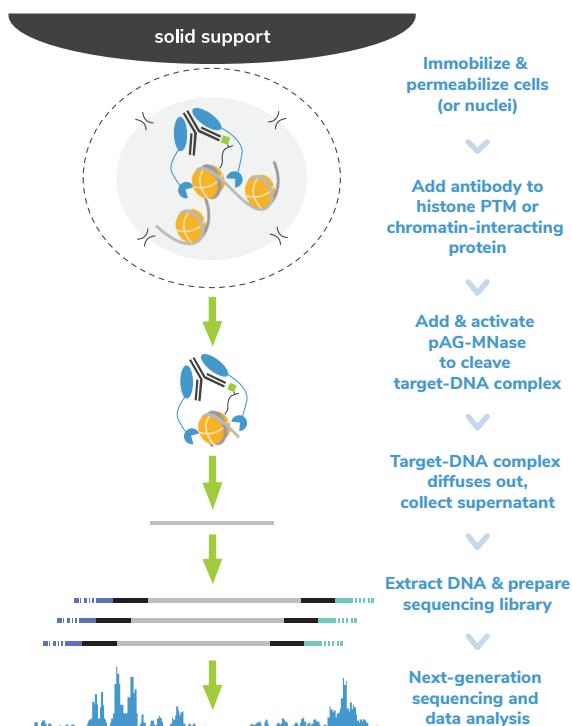 solid support
Immobilize &
permeabilize cells
(or nuclei)
Add antibody to
histone PTM or
chromatin-interacting
protein
Add & activate
pAG-MNase
to cleave
target-DNA complex
Target-DNA complex
diffuses out,
collect supernatant
Extract DNA & prepare
sequencing library
Next-generation
sequencing and
data analysis